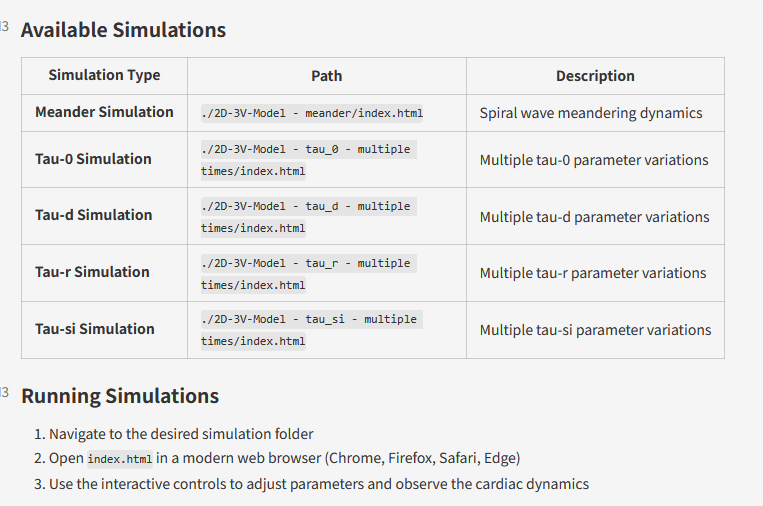 Available Simulations
Simulation Type Path Description
Meander Simulation ./2D-3V-Model - meander/index.html Spiral wave meandering dynamics
Tau-0 Simulation ./2D-3V-Model - tau_0 - multiple times/index.html Multiple tau-0 parameter variations
Tau-d Simulation ./2D-3V-Model - tau_d - multiple times/index.html Multiple tau-d parameter variations
Tau-r Simulation ./2D-3V-Model - tau_r - multiple times/index.html Multiple tau-r parameter variations
Tau-si Simulation ./2D-3V-Model - tau_si - multiple times/index.html Multiple tau-si parameter variations
Running Simulations
1. Navigate to the desired simulation folder
2. Open index.html in a modern web browser (Chrome, Firefox, Safari, Edge)
3. Use the interactive controls to adjust parameters and observe the cardiac dynamics